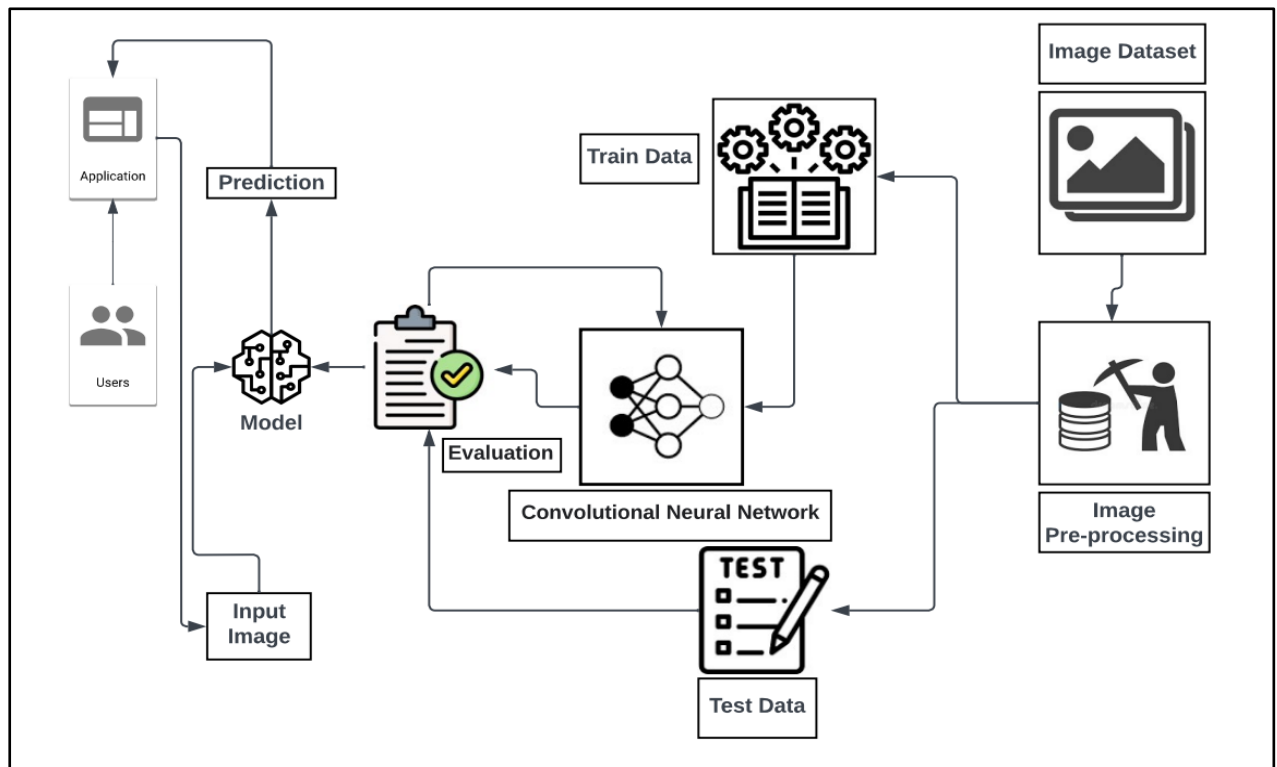 Image Dataset
Train Data
Application
Prediction
Users
Model
Evaluation
Convolutional Neural Network
Image
Pre-processing
TEST
Input
Image
Test Data